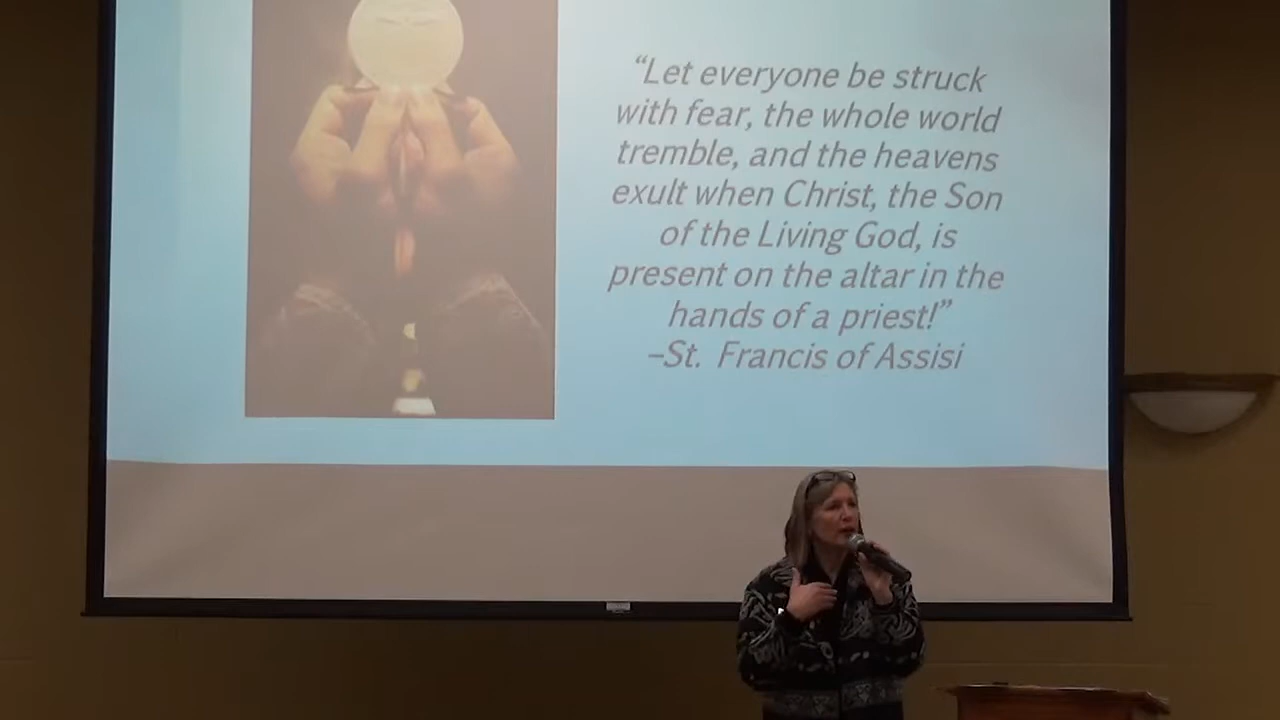 “Let everyone be struck
with fear, the whole world
tremble, and the heavens
exult when Christ, the Son
of the Living God, is
present on the altar in the
hands of a priest!”
–St. Francis of Assisi